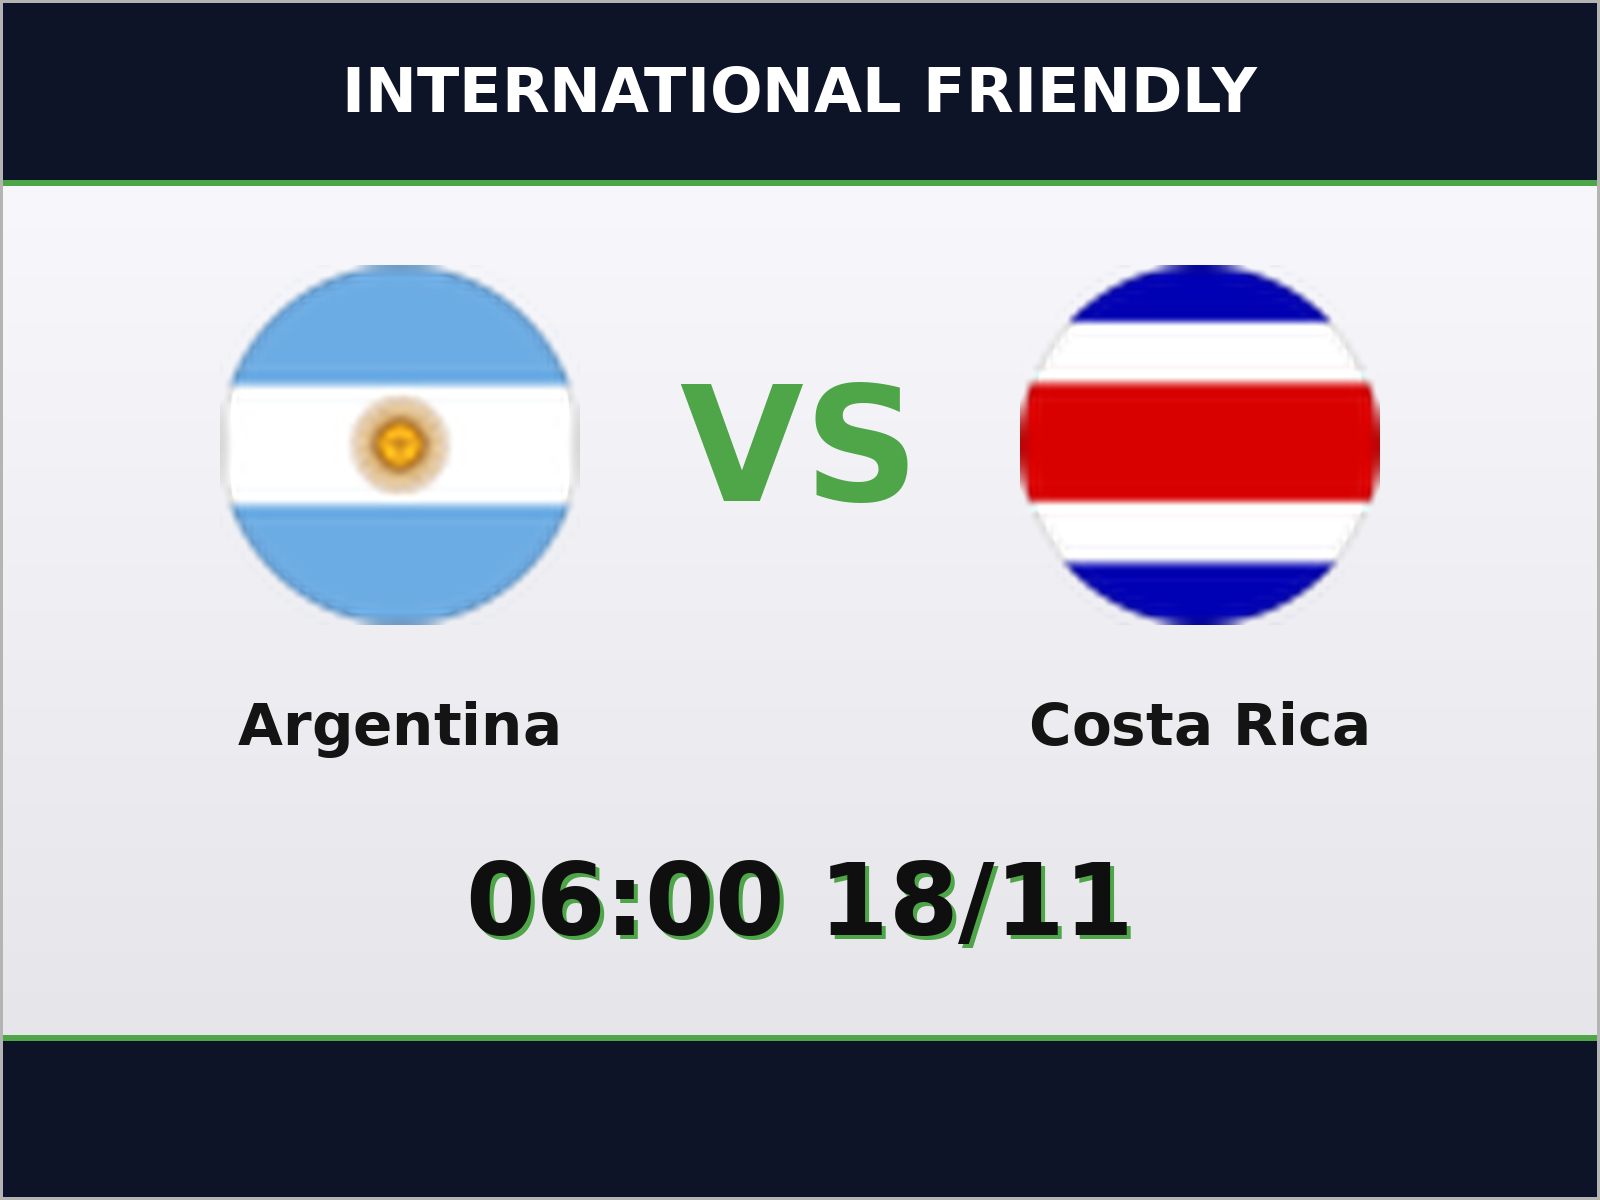 INTERNATIONAL FRIENDLY
VS
Argentina
Costa Rica
06:00 18/11